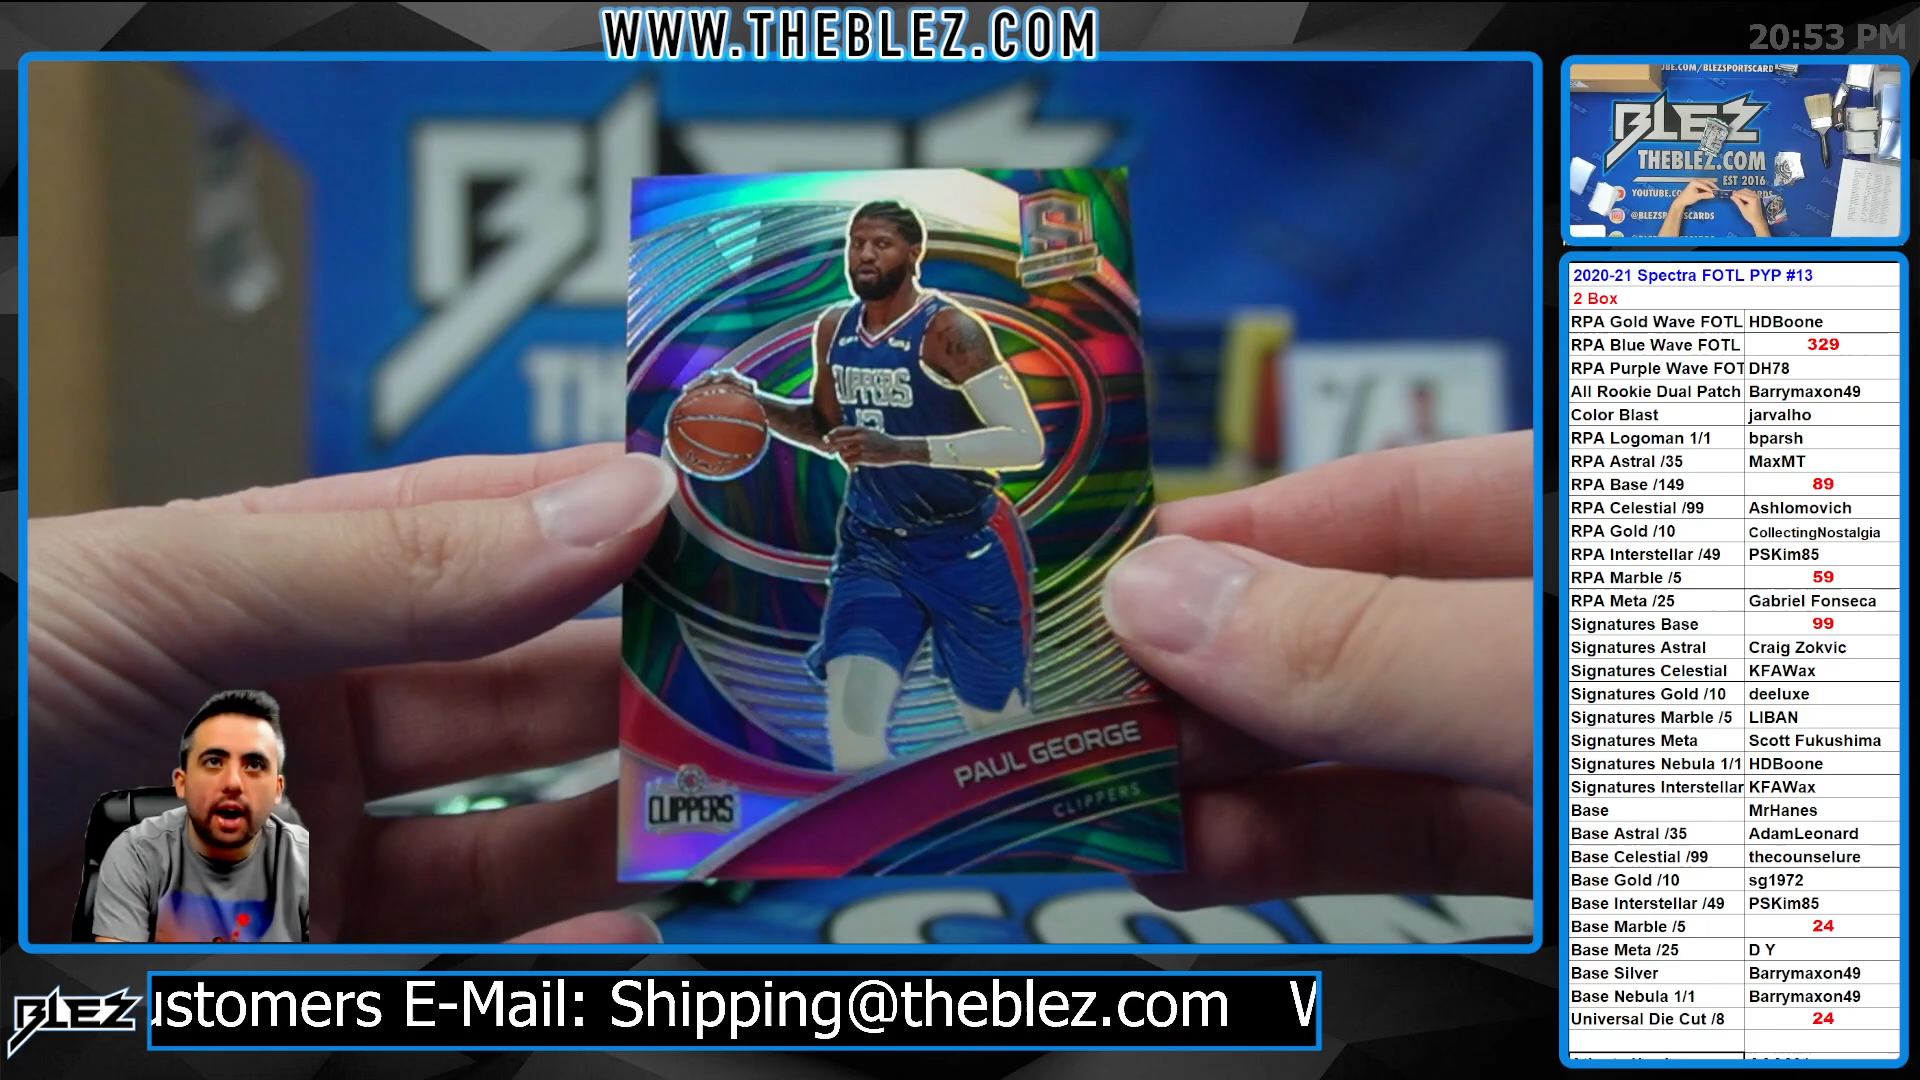 WWW.THEBLEZ.COM
20:53 PM
BLEZ
PAUL GEORGE
CLIPPERS
CLIPPERS
CLIPPERS
UBE.COM/BLEZSPORTSCARD
BLEZ
THEBLEZ.COM
EST 2016
@BLEZSPORTSCARDS
2020-21 Spectra FOTL PYP #13
2 Box
RPA Gold Wave FOTL HDBoone
RPA Blue Wave FOTL 329
RPA Purple Wave FOT DH78
All Rookie Dual Patch Barrymaxon49
Color Blast jarvalho
RPA Logoman 1/1 bparsh
RPA Astral /35 MaxMT
RPA Base /149 89
RPA Celestial /99 Ashlomovich
RPA Gold /10 CollectingNostalgia
RPA Interstellar /49 PSKim85
RPA Marble /5 59
RPA Meta /25 Gabriel Fonseca
Signatures Base 99
Signatures Astral Craig Zokvic
Signatures Celestial KFAWax
Signatures Gold /10 deeluxe
Signatures Marble /5 LIBAN
Signatures Meta Scott Fukushima
Signatures Nebula 1/1 HDBoone
Signatures Interstellar KFAWax
Base MrHanes
Base Astral /35 AdamLeonard
Base Celestial /99 thecounselure
Base Gold /10 sg1972
Base Interstellar /49 PSKim85
Base Marble /5 24
Base Meta /25 D Y
Base Silver Barrymaxon49
Base Nebula 1/1 Barrymaxon49
Universal Die Cut /8 24
BLEZ
ustomers E-Mail: Shipping@theblez.com W